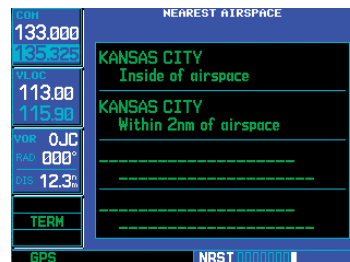 COM
133.000
135.325
VLOC
113.00
115.90
VOR OJC
RAD 000°
DIS 12.3nm
TERM
GPS
NEAREST AIRSPACE
KANSAS CITY
Inside of airspace
KANSAS CITY
Within 2nm of airspace
NRST